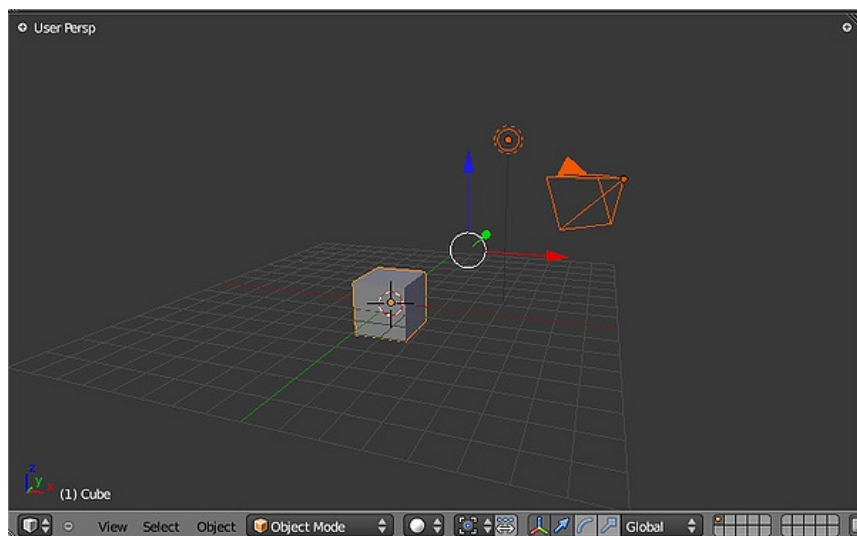 User Persp
z
y
x
(1) Cube
View Select Object Object Mode Global